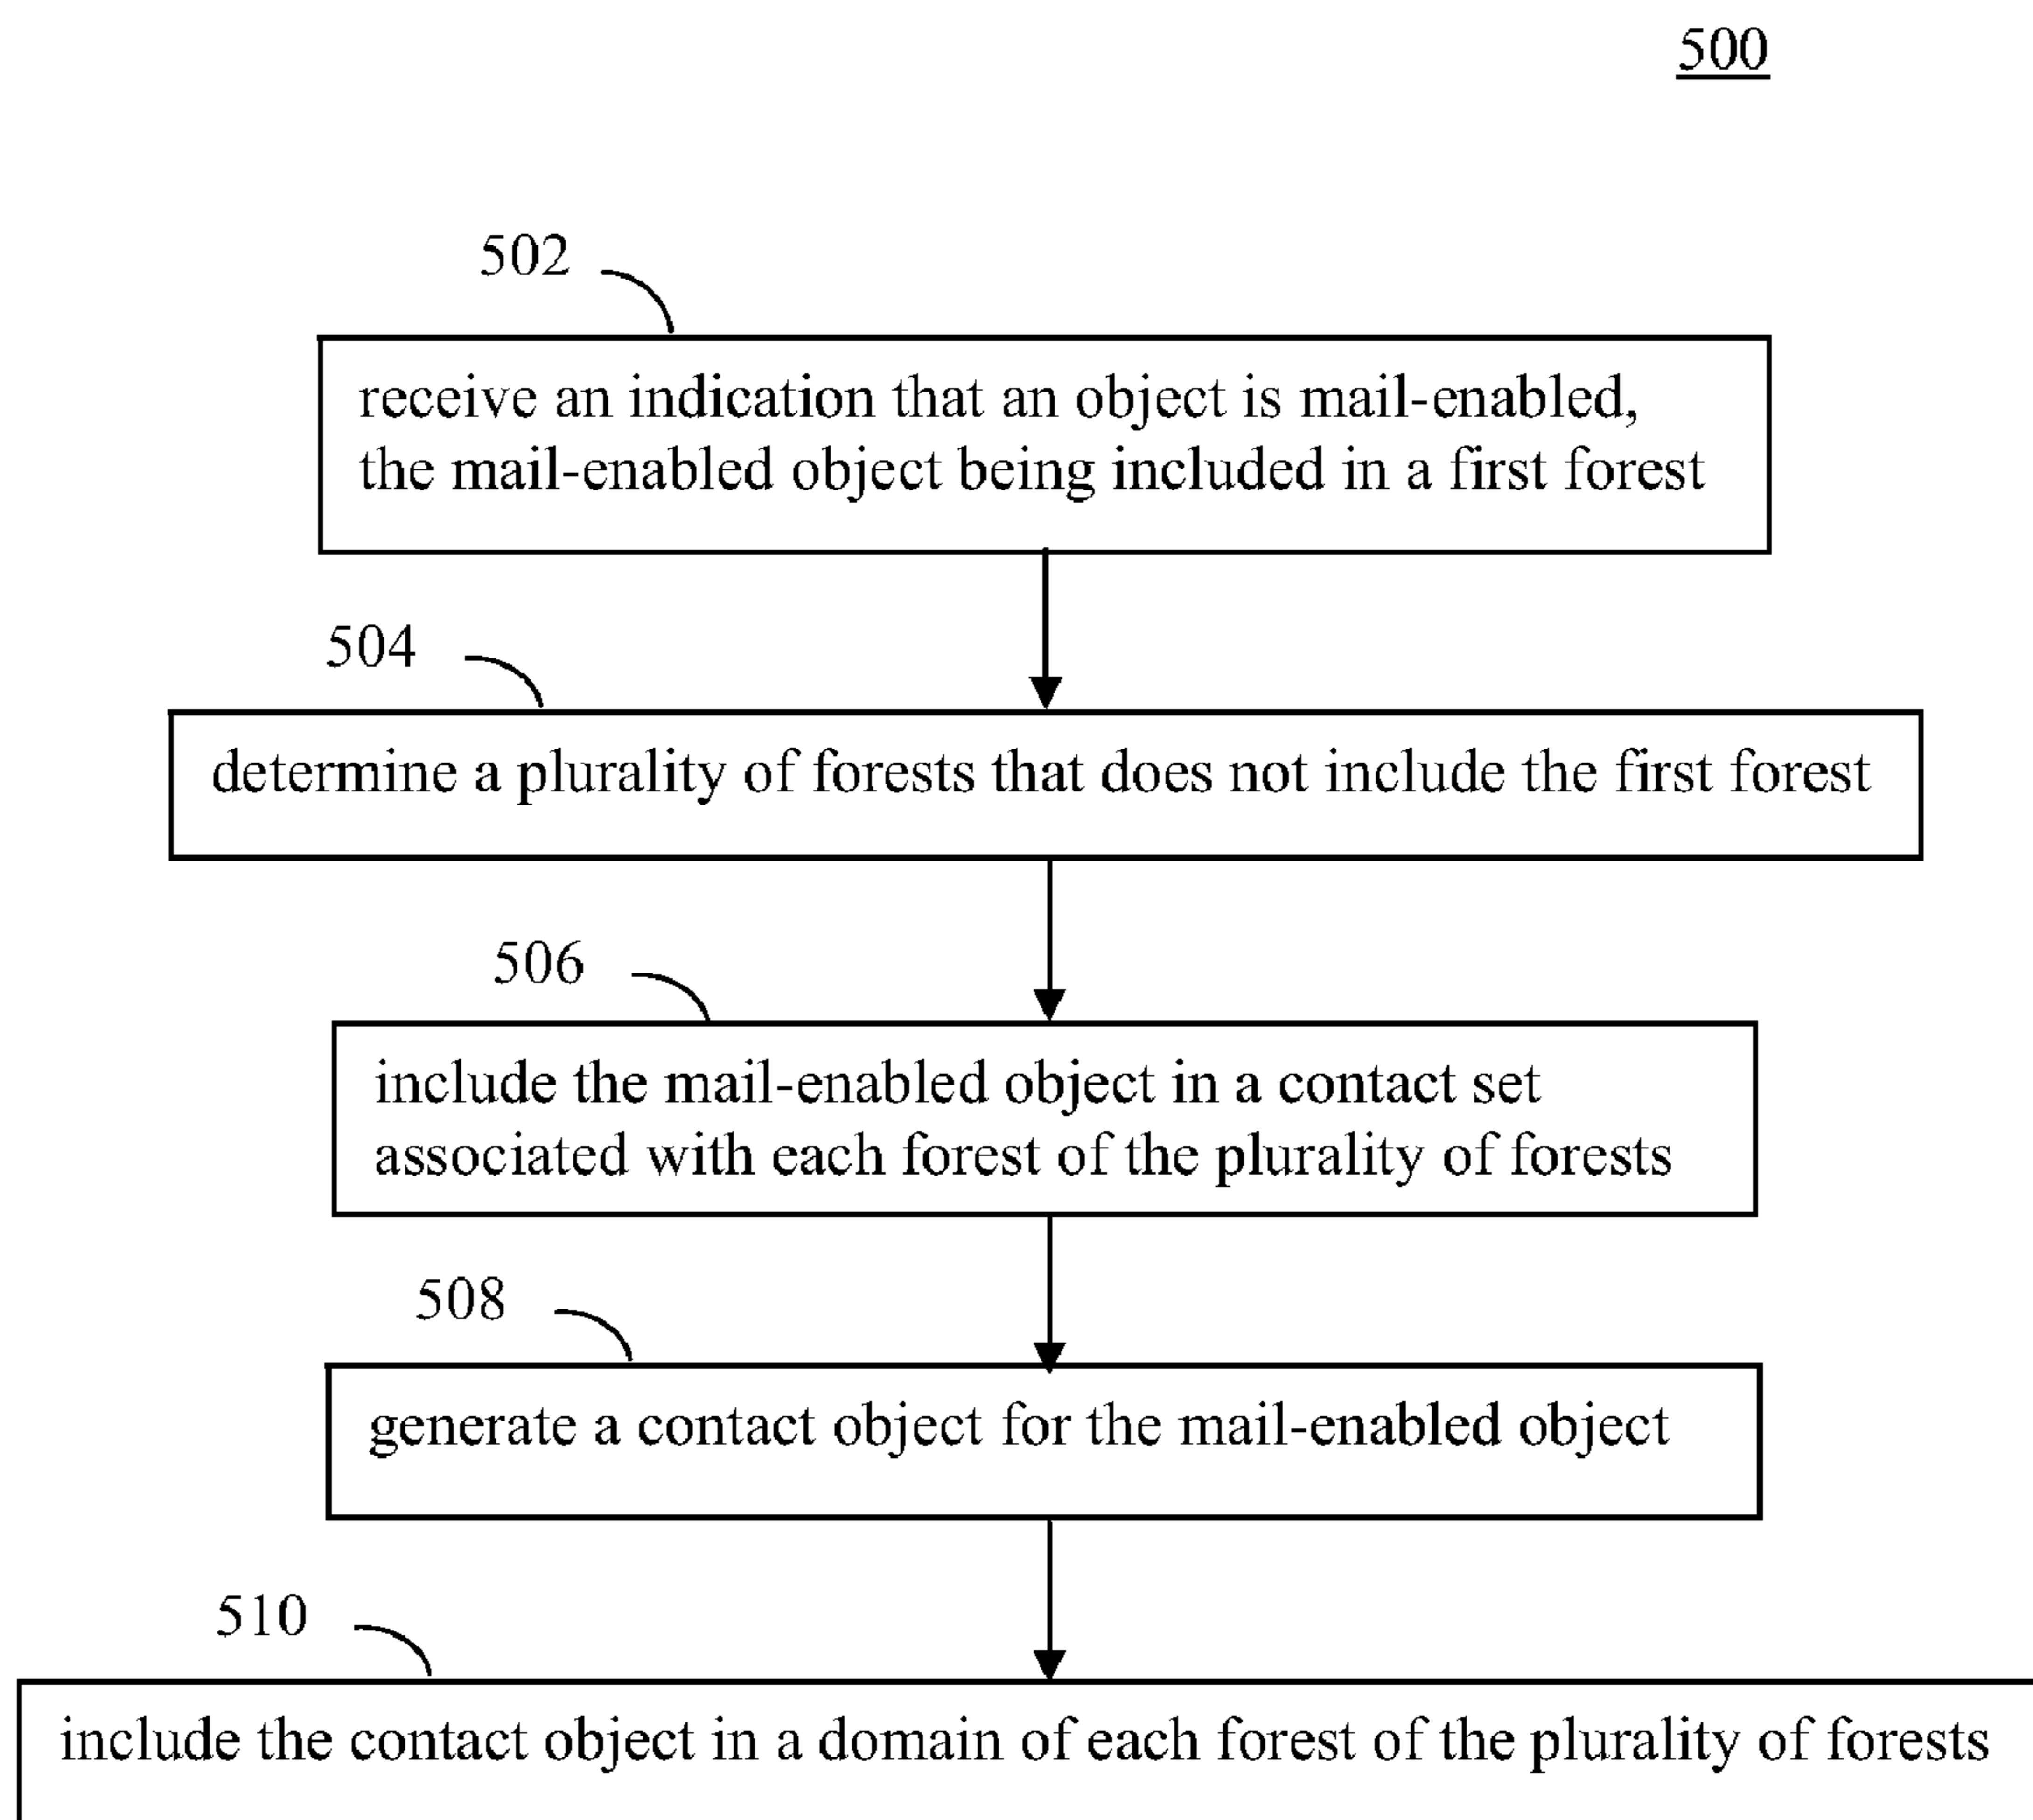 500
502
receive an indication that an object is mail-enabled,
the mail-enabled object being included in a first forest
504
determine a plurality of forests that does not include the first forest
506
include the mail-enabled object in a contact set
associated with each forest of the plurality of forests
508
generate a contact object for the mail-enabled object
510
include the contact object in a domain of each forest of the plurality of forests